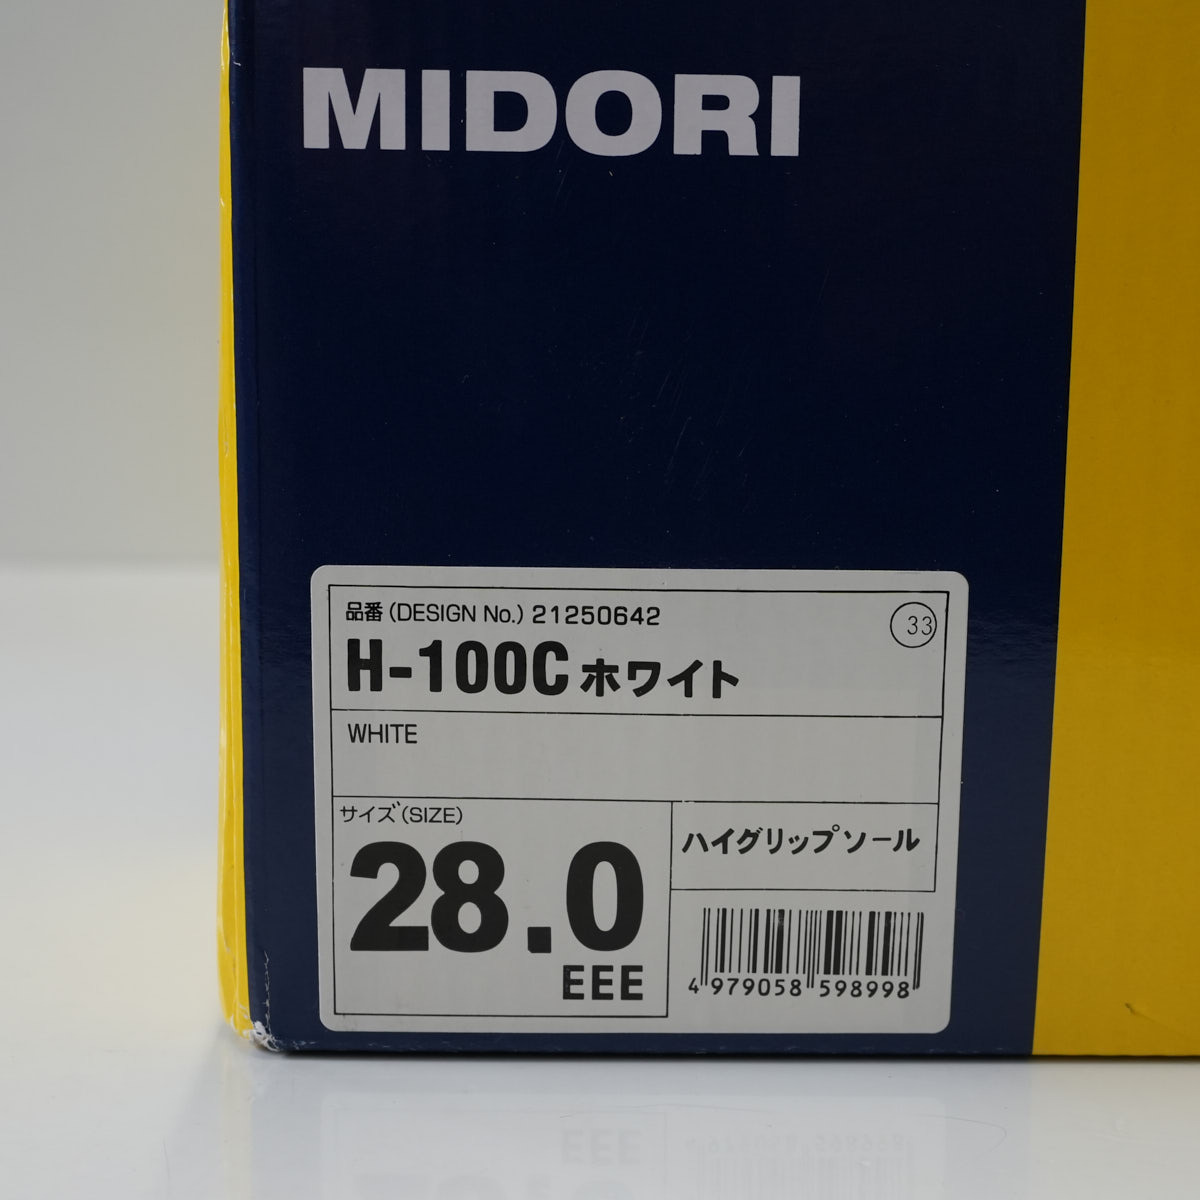 MIDORI
品番(DESIGN No.) 21250642
33
H-100C ホワイト
WHITE
サイズ(SIZE)
28.0
EEE
ハイグリップソール
4 979058 598998